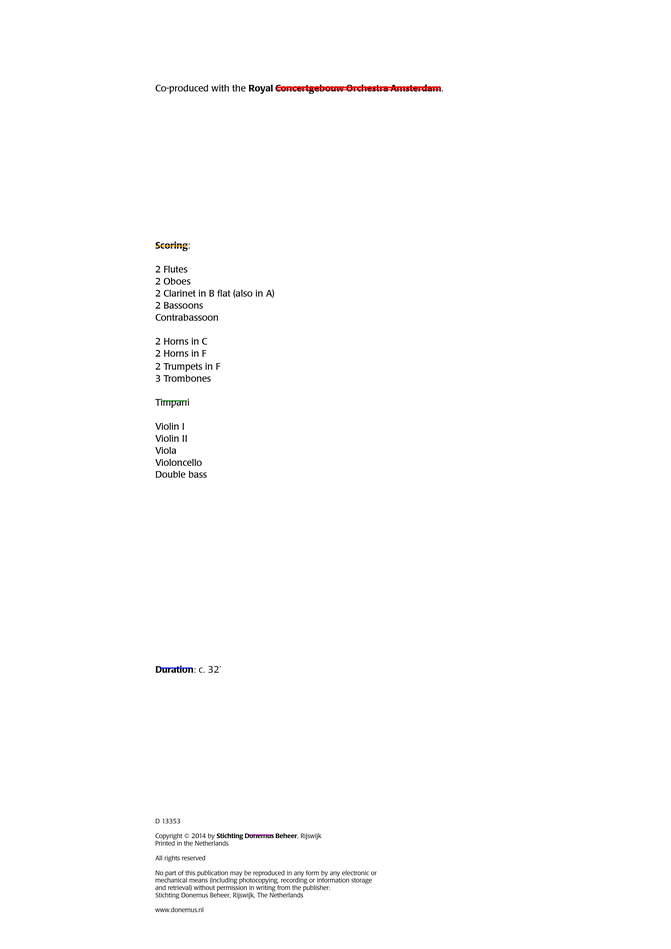 Co-produced with the Royal Concertgebouw Orchestra Amsterdam.
Scoring:
2 Flutes
2 Oboes
2 Clarinet in B flat (also in A)
2 Bassoons
Contrabassoon
2 Horns in C
2 Horns in F
2 Trumpets in F
3 Trombones
Timpani
Violin I
Violin II
Viola
Violoncello
Double bass
Duration: c. 32'
D 13353
Copyright © 2014 by Stichting Donemus Beheer, Rijswijk
Printed in the Netherlands
All rights reserved
No part of this publication may be reproduced in any form by any electronic or
mechanical means (including photocopying, recording or information storage
and retrieval) without permission in writing from the publisher:
Stichting Donemus Beheer, Rijswijk, The Netherlands
www.donemus.nl